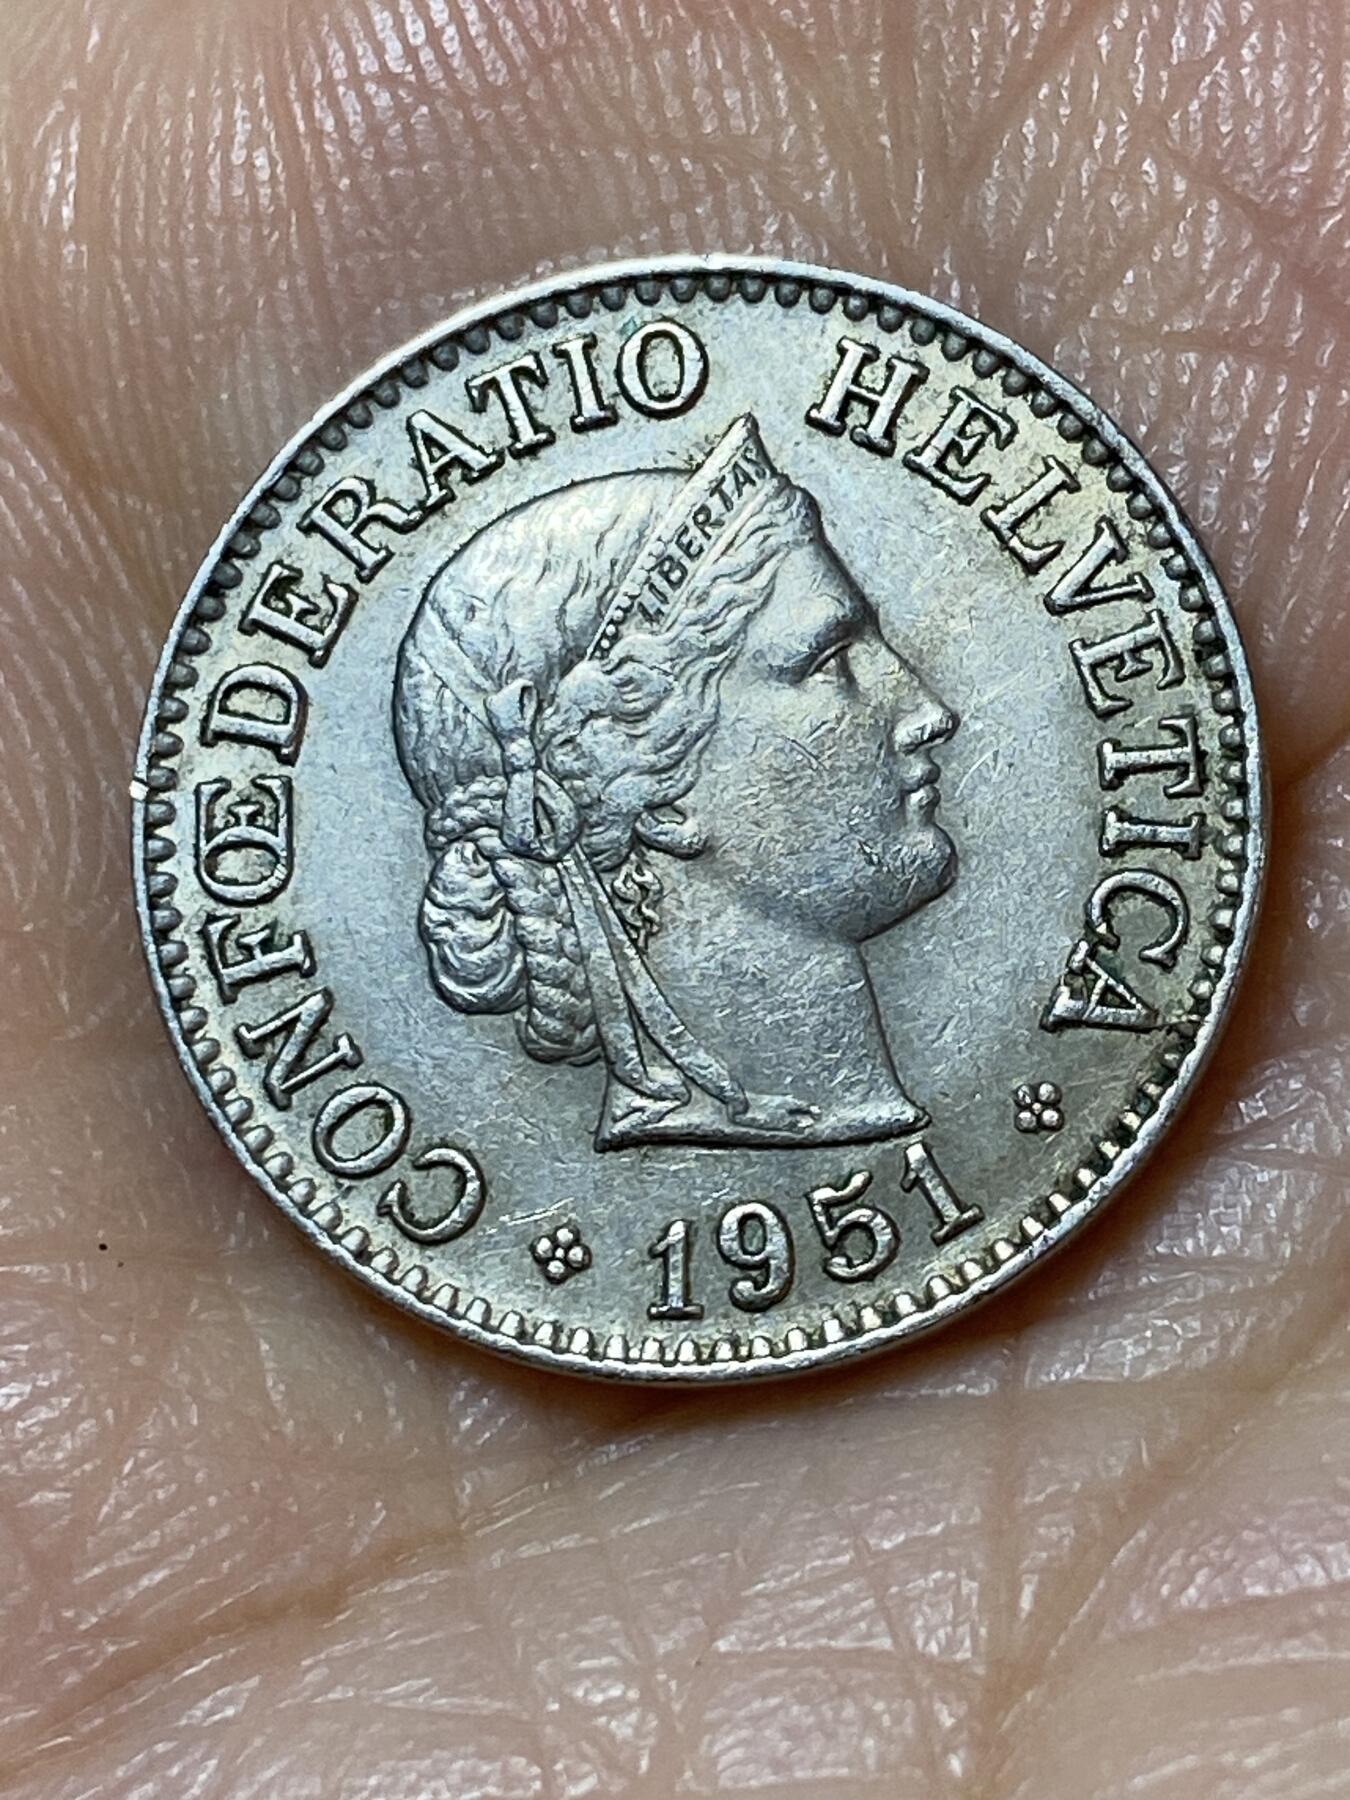 CONFŒDERATIO HELVETICA
LIBERTAS
1951